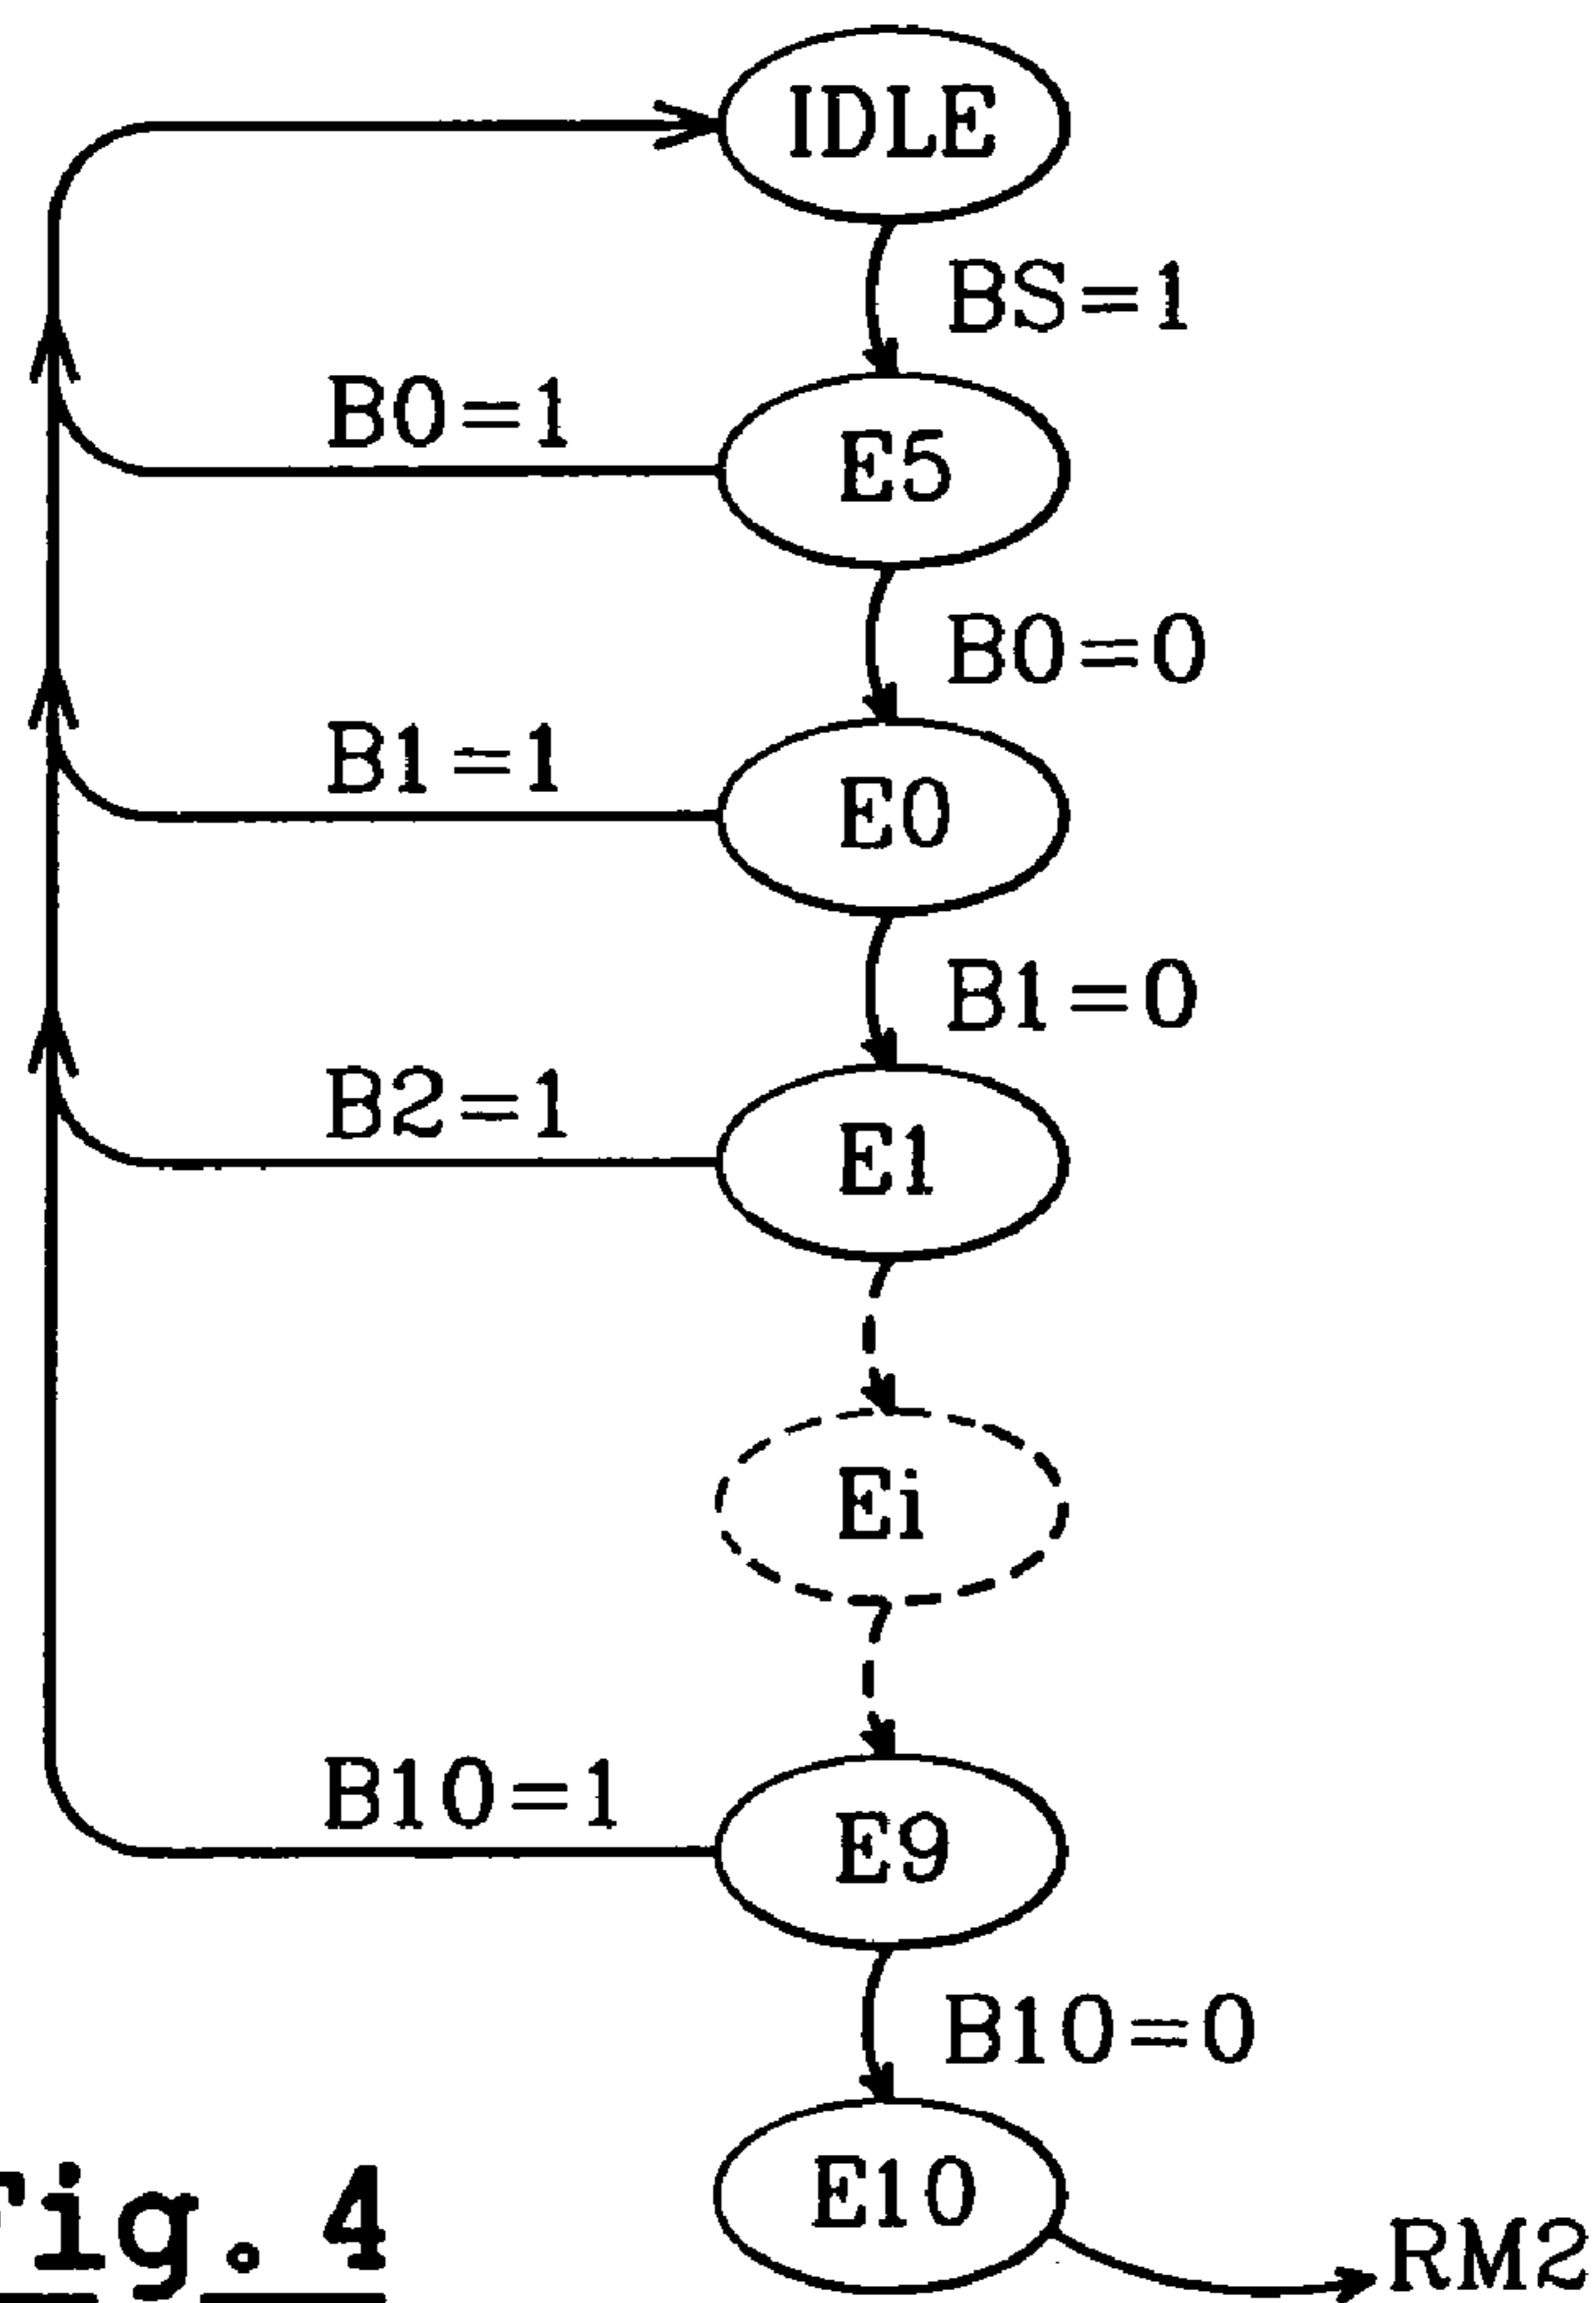 IDLE
BS=1
B0=1
E5
B0=0
B1=1
E0
B1=0
B2=1
E1
Ei
B10=1
E9
B10=0
E10
RM2
Fig.4